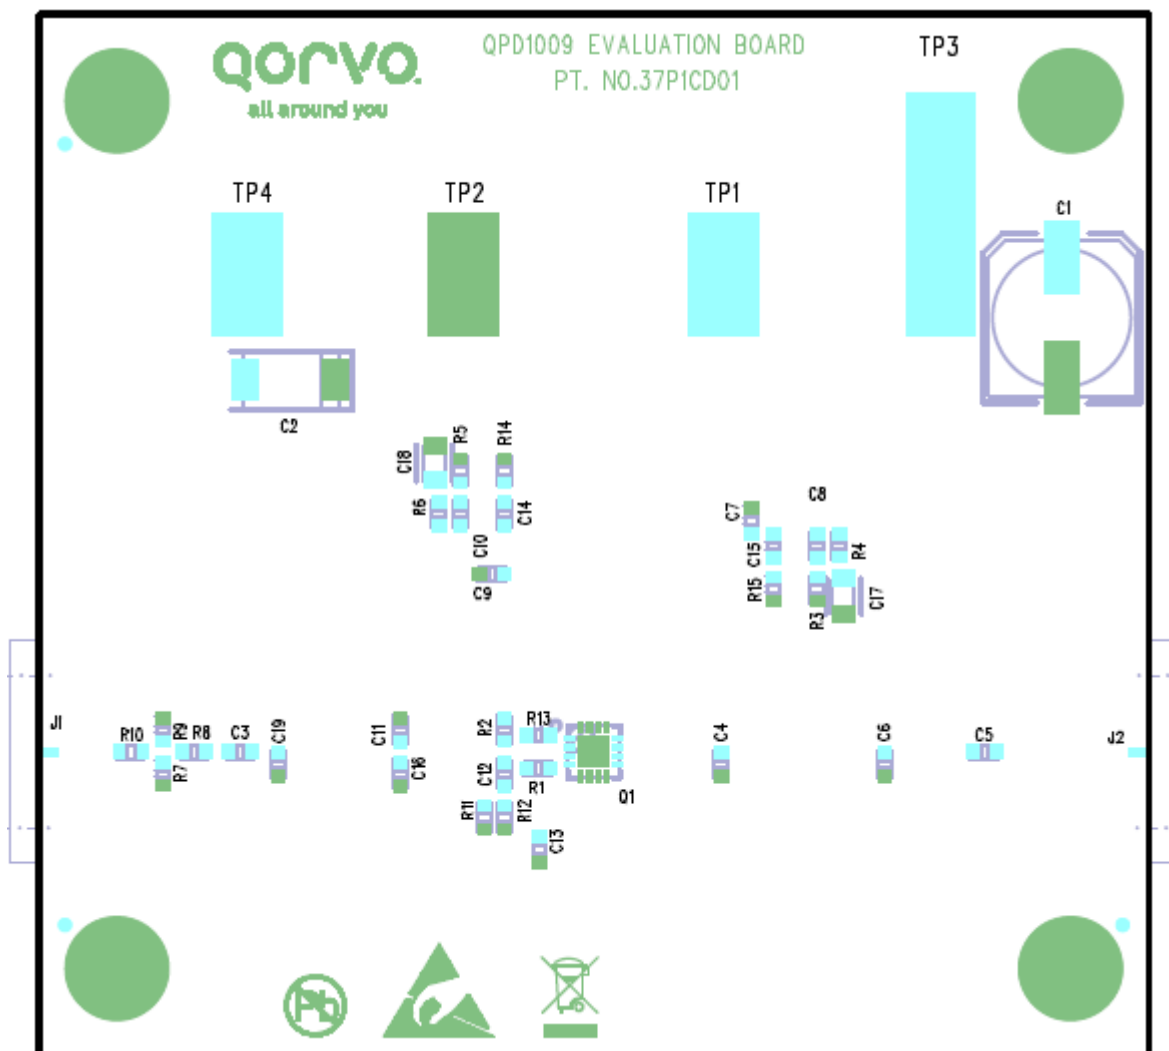 QORVO.
all around you
QPD1009 EVALUATION BOARD
PT. NO.37P1CD01
TP3
TP4
TP2
TP1
C1
C2
C18
R5
R14
R6
C14
C10
C9
C7
C8
C15
R4
R15
R3
C17
J1
R10
R9
R8
C3
C19
R7
C11
C16
R2
R13
C12
R1
Q1
R11
R12
C13
C4
C6
C5
J2
Pb